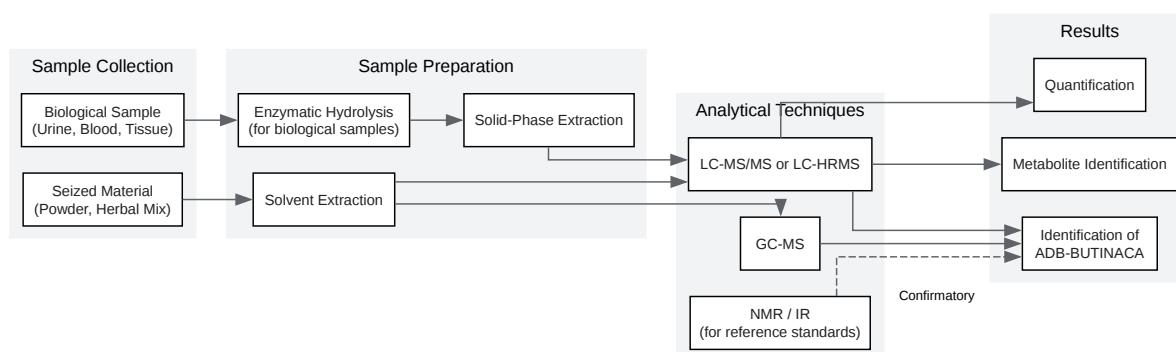 Sample Collection
Biological Sample
(Urine, Blood, Tissue)
Seized Material
(Powder, Herbal Mix)
Sample Preparation
Enzymatic Hydrolysis
(for biological samples)
Solid-Phase Extraction
Solvent Extraction
Analytical Techniques
LC-MS/MS or LC-HRMS
GC-MS
NMR / IR
(for reference standards)
Confirmatory
Results
Quantification
Metabolite Identification
Identification of
ADB-BUTINACA